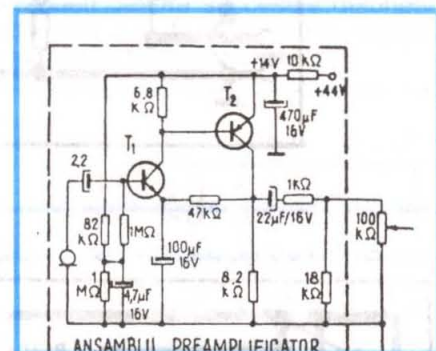 +14V
10 kΩ
+44V
6,8
kΩ
T2
T1
470µF
16V
2,2
47kΩ
1kΩ
22µF/16V
100
kΩ
82
kΩ
1MΩ
100µF
16V
1
MΩ
4,7µF
16V
8,2
kΩ
18
kΩ
ANSAMBLU PREAMPLIFICATOR